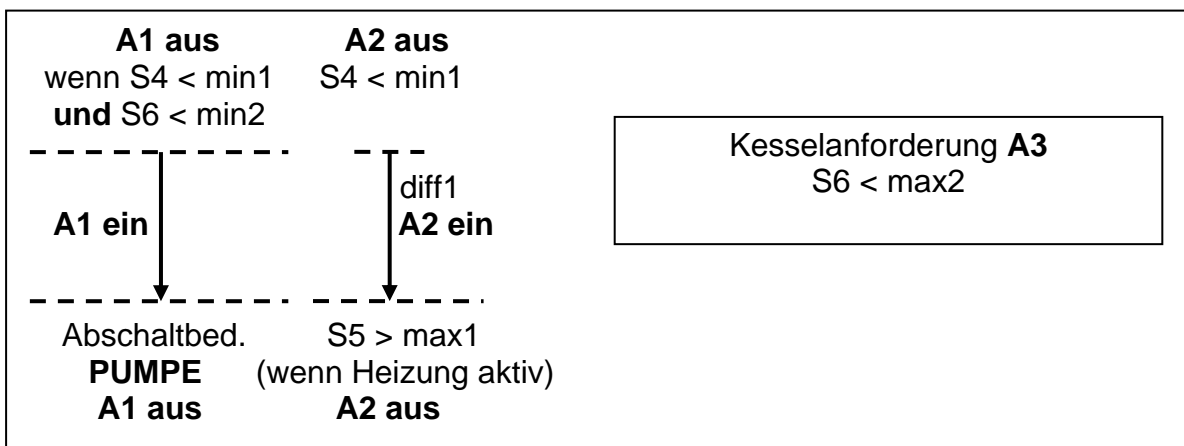 A1 aus
wenn S4 < min1
und S6 < min2
A2 aus
S4 < min1
A1 ein
diff1
A2 ein
Abschaltbed.
PUMPE
A1 aus
S5 > max1
(wenn Heizung aktiv)
A2 aus
Kesselanforderung A3
S6 < max2